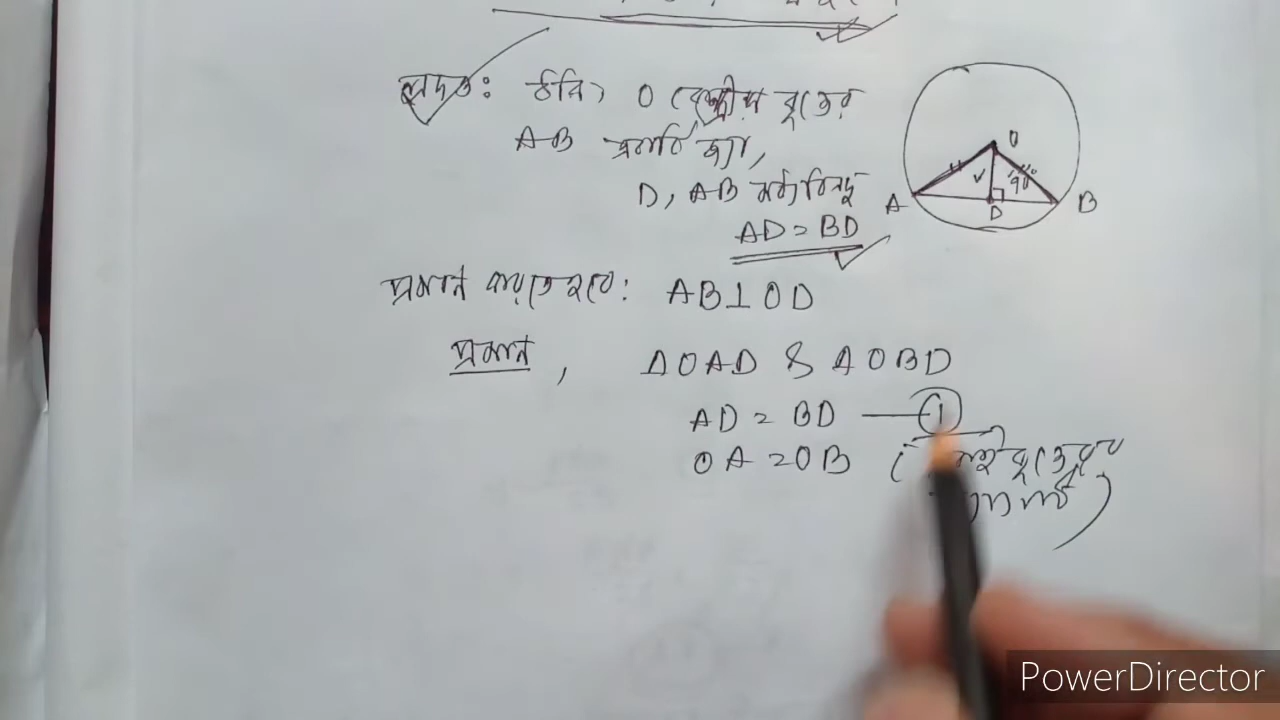 প্রদত্ত: ধরি, O কেন্দ্রীয় বৃত্তের
AB একটি জ্যা,
D, AB মধ্যবিন্দু
AD = BD
প্রমাণ করতে হবে: AB⊥OD
প্রমাণ, ΔOAD & ΔOBD
AD = BD — 1
OA = OB ( একই বৃত্তের
O
90°
A
D
B
PowerDirector